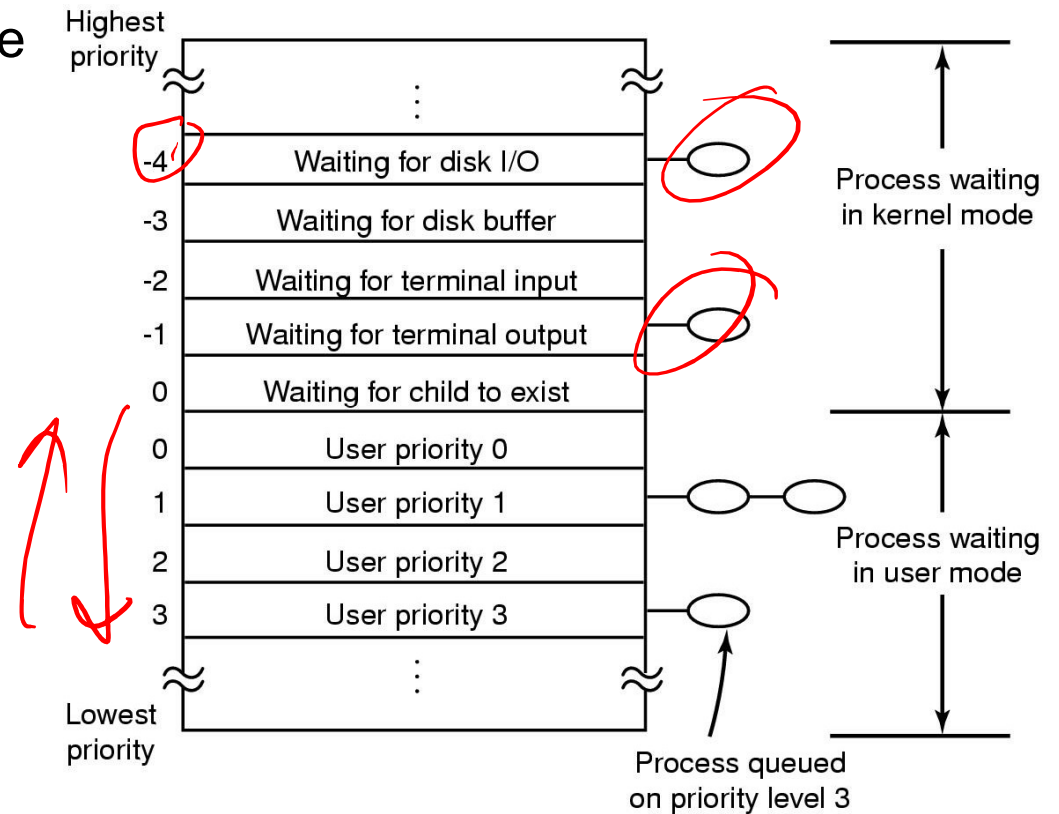 e
Highest
priority
⋮
-4 Waiting for disk I/O
-3 Waiting for disk buffer
-2 Waiting for terminal input
-1 Waiting for terminal output
0 Waiting for child to exist
0 User priority 0
1 User priority 1
2 User priority 2
3 User priority 3
⋮
Lowest
priority
Process waiting
in kernel mode
Process waiting
in user mode
Process queued
on priority level 3